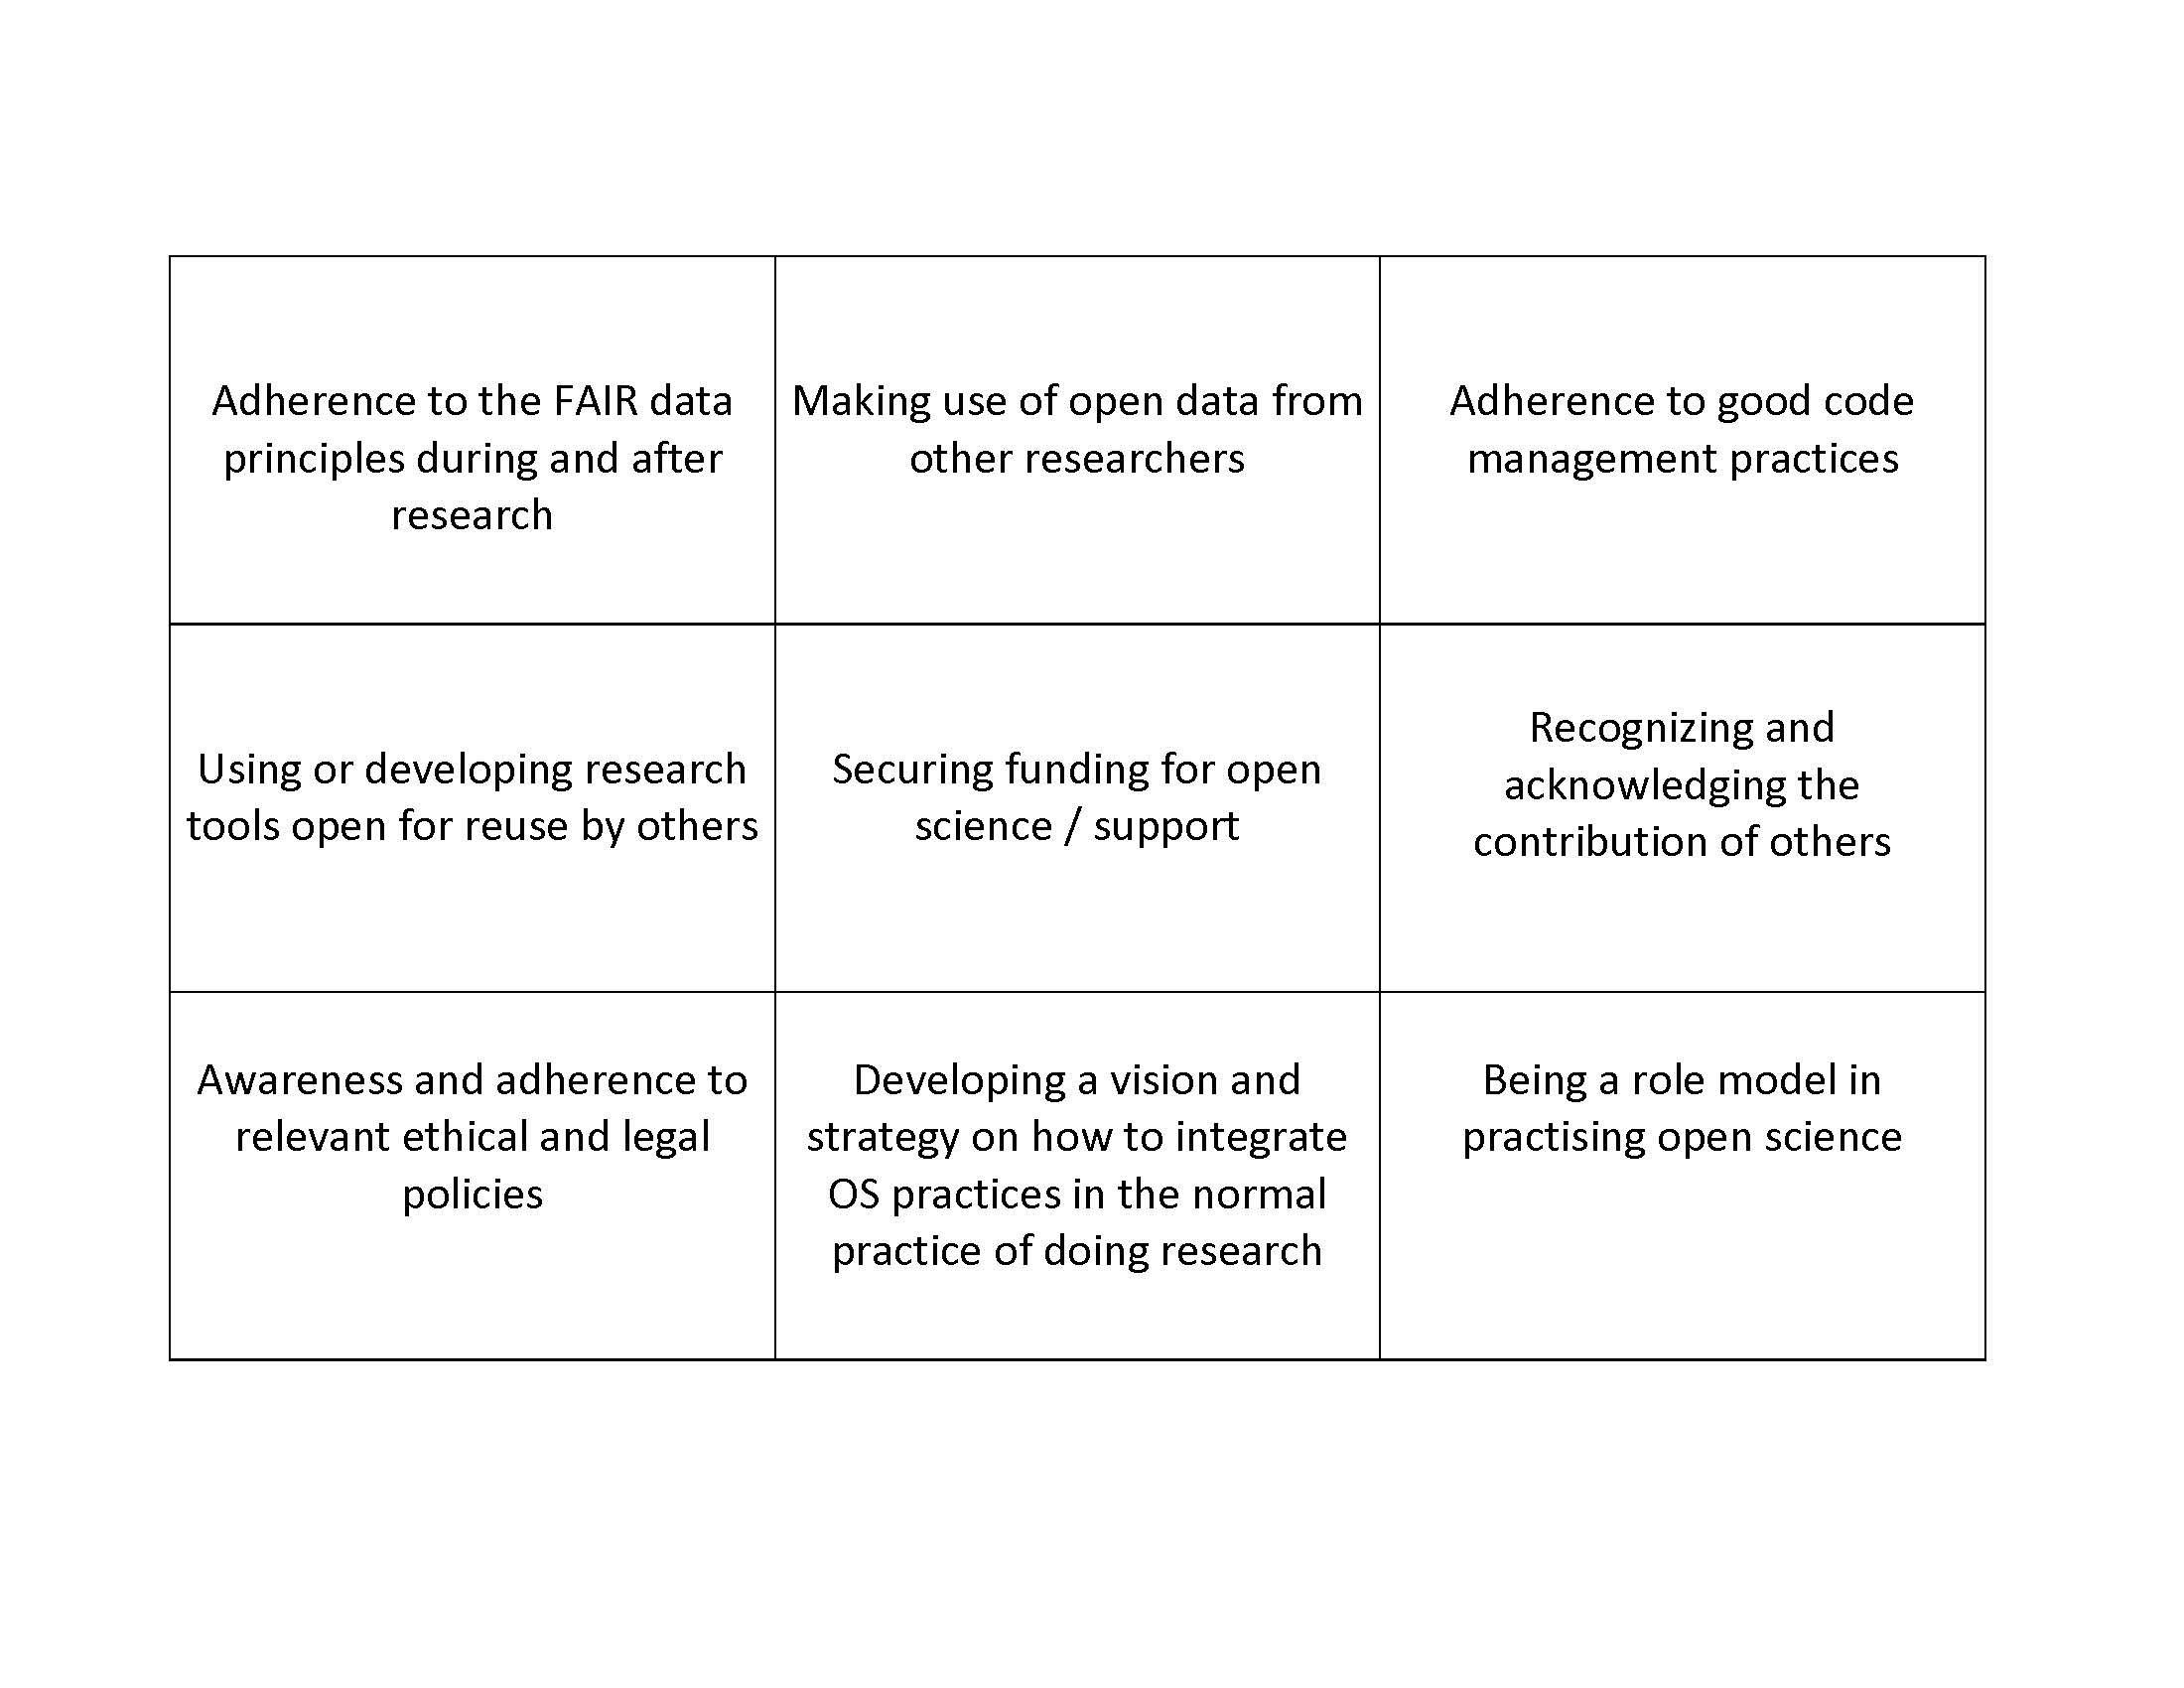 Adherence to the FAIR data
principles during and after
research
Making use of open data from
other researchers
Adherence to good code
management practices
Using or developing research
tools open for reuse by others
Securing funding for open
science / support
Recognizing and
acknowledging the
contribution of others
Awareness and adherence to
relevant ethical and legal
policies
Developing a vision and
strategy on how to integrate
OS practices in the normal
practice of doing research
Being a role model in
practising open science